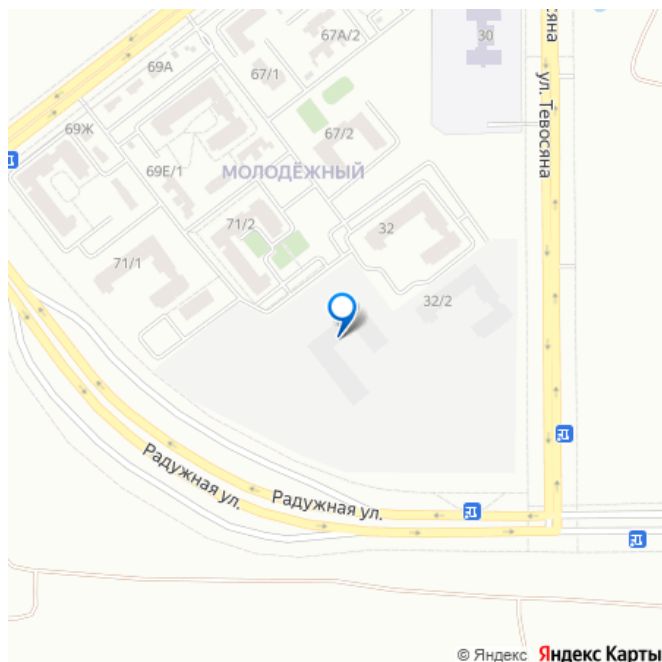 67А/2
30
сяна
69А
67/1
ул. Тевосяна
69Ж
67/2
69Е/1
МОЛОДЁЖНЫЙ
71/2
32
71/1
32/2
Радужная ул.
Радужная ул.
© Яндекс Яндекс Карты